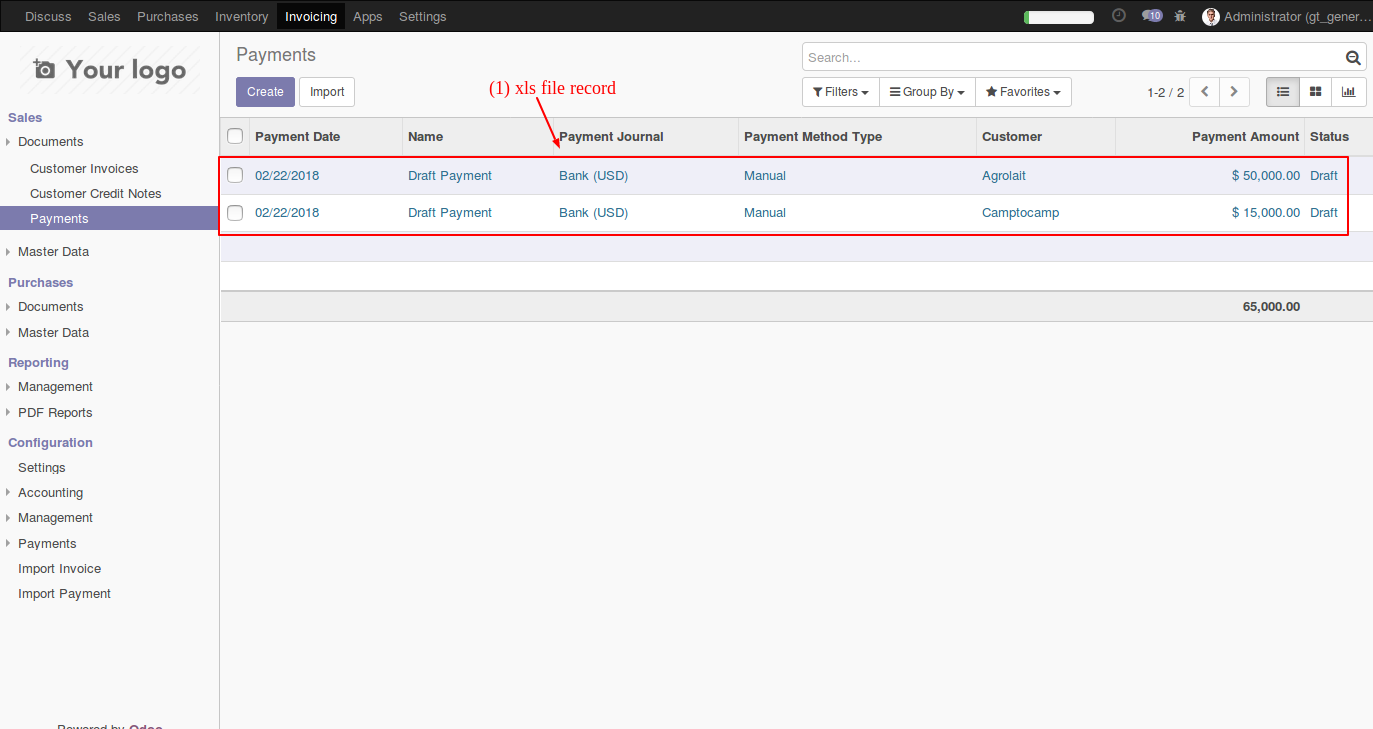 Discuss Sales Purchases Inventory Invoicing Apps Settings 10 Administrator (gt_gener...
Your logo
Sales
Documents
Customer Invoices
Customer Credit Notes
Payments
Master Data
Purchases
Documents
Master Data
Reporting
Management
PDF Reports
Configuration
Settings
Accounting
Management
Payments
Import Invoice
Import Payment
Powered by Odoo
Payments
Search...
Create Import
(1) xls file record
Filters Group By Favorites 1-2 / 2
Payment Date Name Payment Journal Payment Method Type Customer Payment Amount Status
02/22/2018 Draft Payment Bank (USD) Manual Agrolait $ 50,000.00 Draft
02/22/2018 Draft Payment Bank (USD) Manual Camptocamp $ 15,000.00 Draft
65,000.00